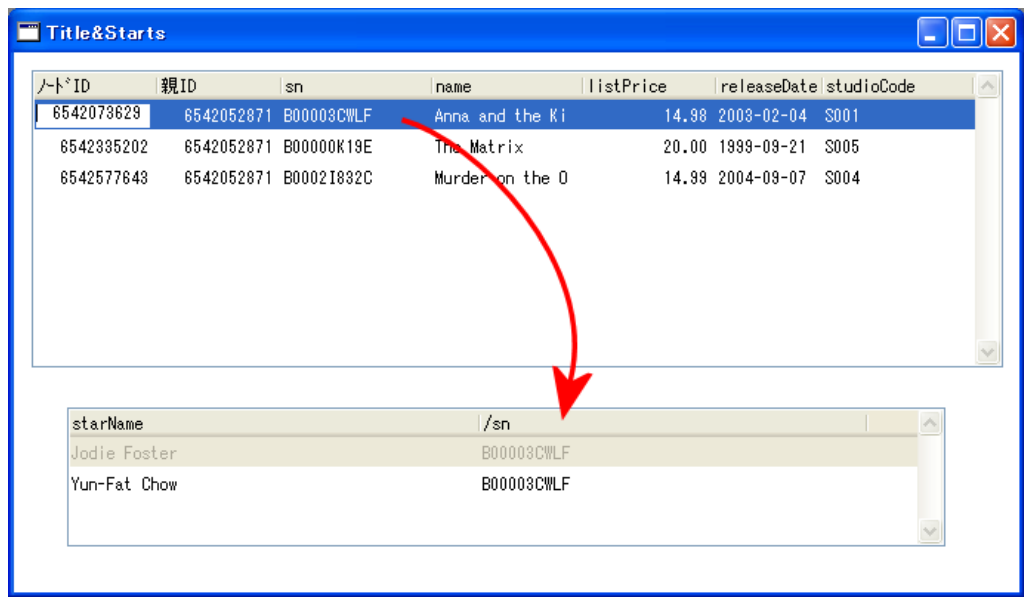 Title&Starts
ﾉｰﾄﾞID 親ID sn name listPrice releaseDate studioCode
6542073629 6542052871 B00003CWLF Anna and the Ki 14.98 2003-02-04 S001
6542335202 6542052871 B00000K19E The Matrix 20.00 1999-09-21 S005
6542577643 6542052871 B00021832C Murder on the O 14.99 2004-09-07 S004
starName /sn
Jodie Foster B00003CWLF
Yun-Fat Chow B00003CWLF